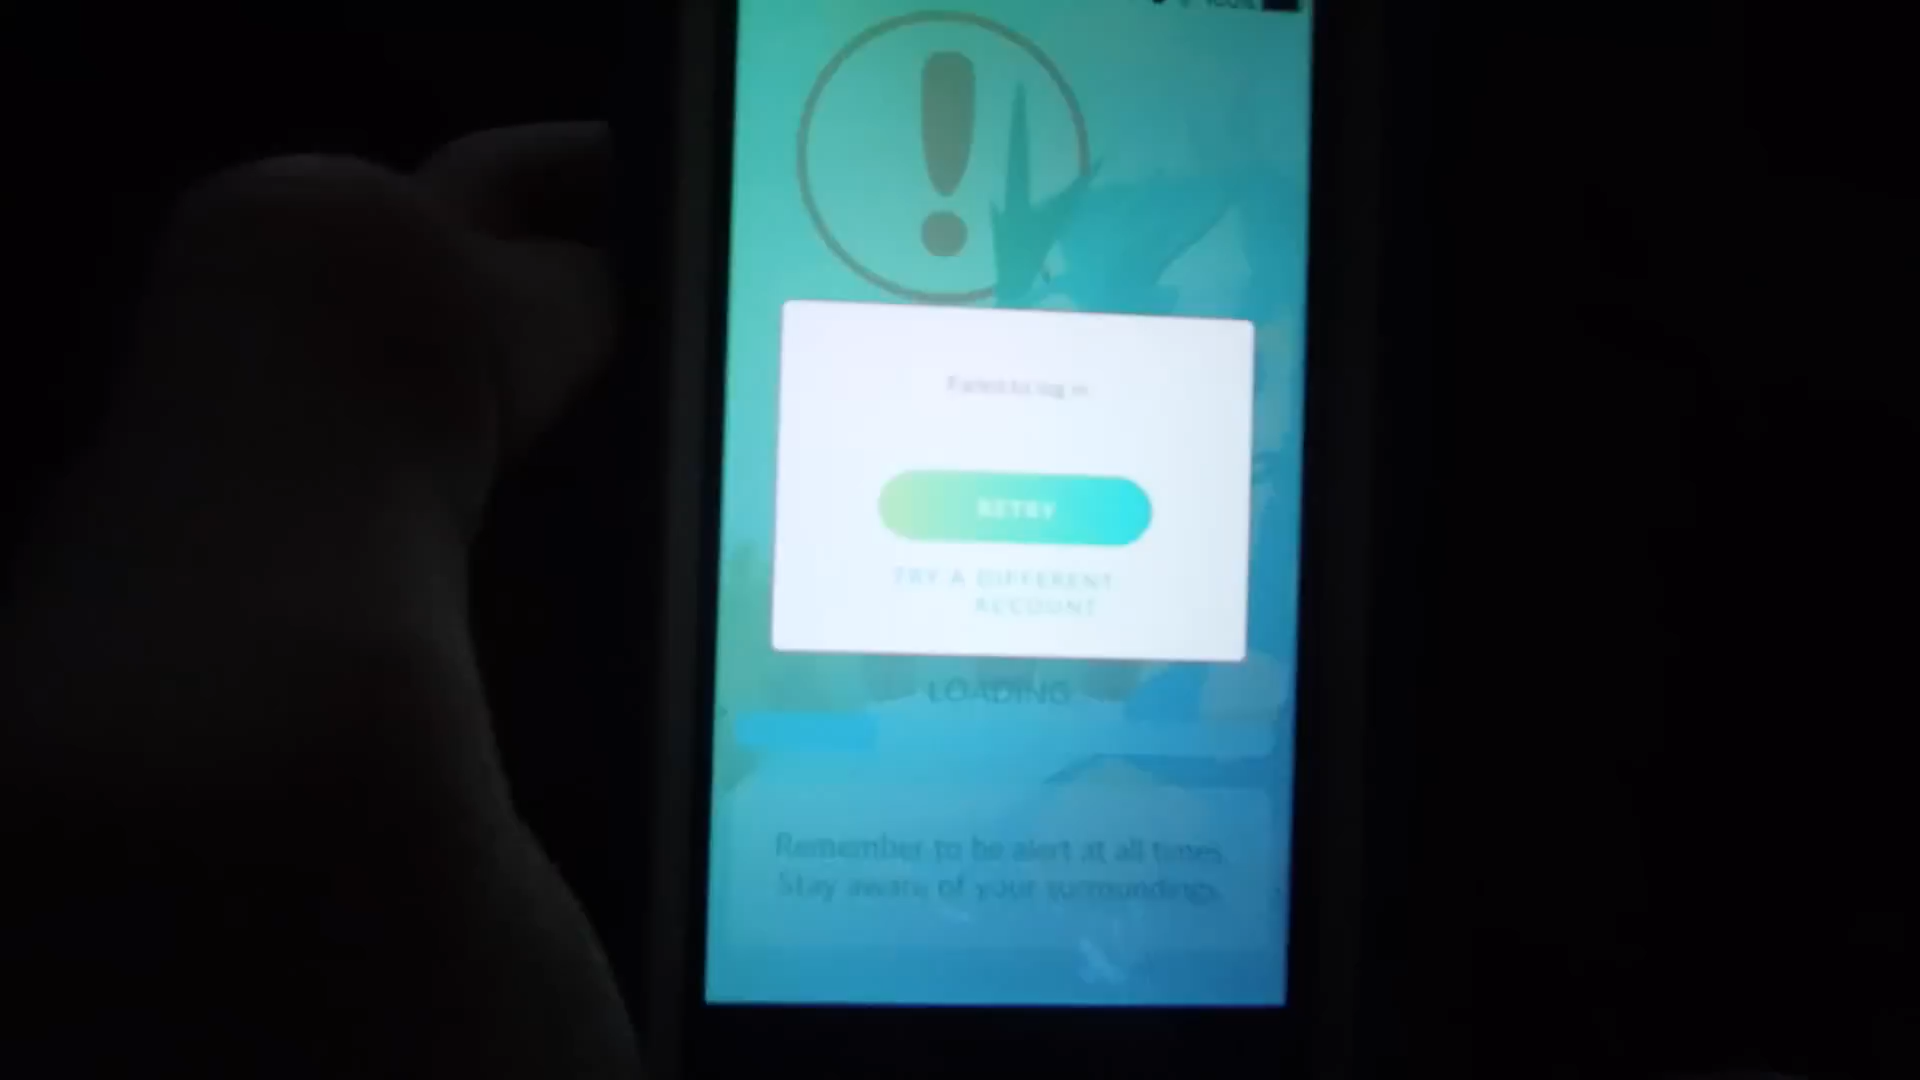 100%
Failed to log in
RETRY
TRY A DIFFERENT
ACCOUNT
LOADING
Remember to be alert at all times.
Stay aware of your surroundings.